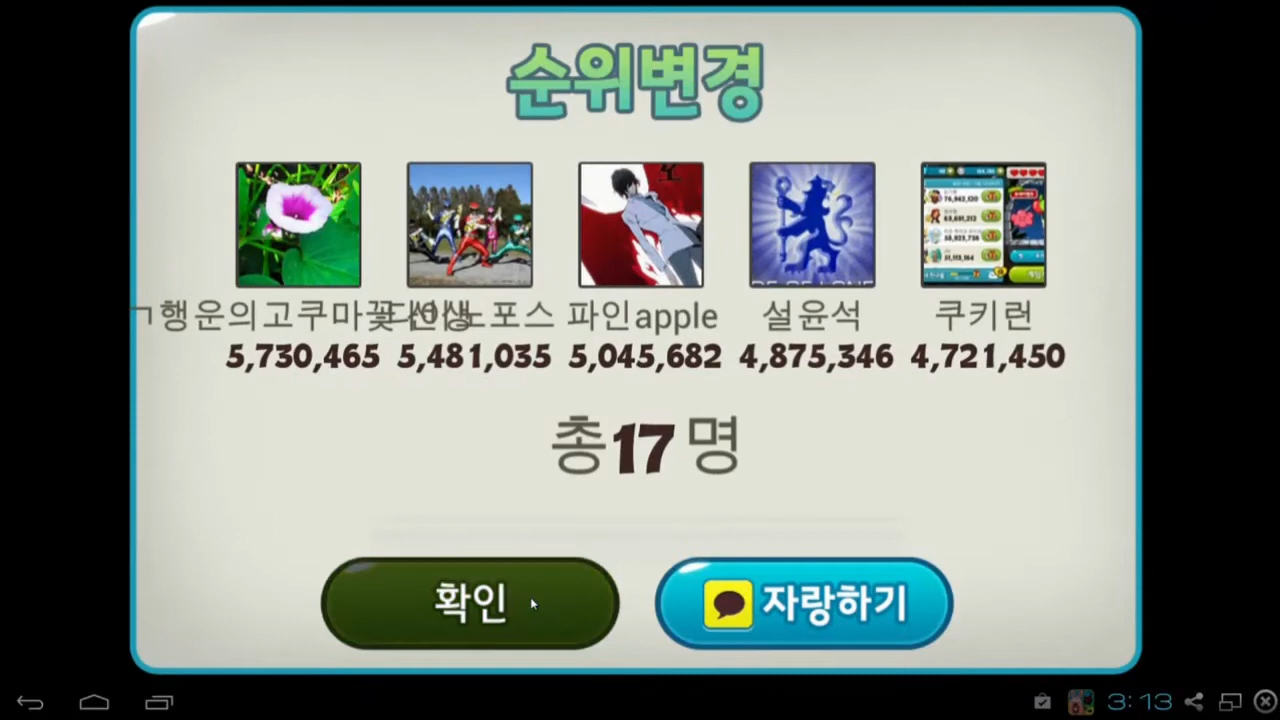 순위변경
ㄱ행운의고쿠마꽃선생
포스
파인apple
설윤석
쿠키런
5,730,465
5,481,035
5,045,682
4,875,346
4,721,450
총17명
확인
자랑하기
3:13